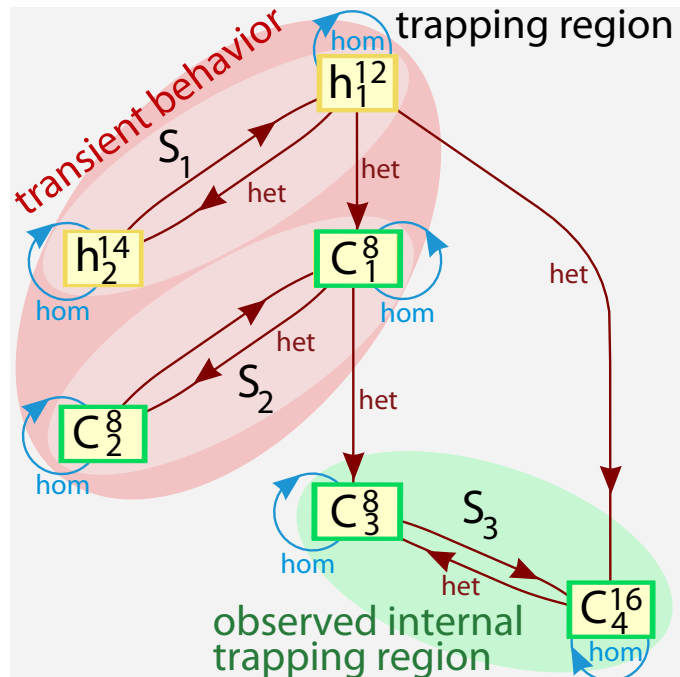 trapping region
transient behavior
hom
h₁¹²
S₁
het
het
h₂¹⁴
hom
C₁⁸
hom
het
het
S₂
C₂⁸
hom
het
C₃⁸
hom
S₃
het
C₄¹⁶
hom
observed internal
trapping region